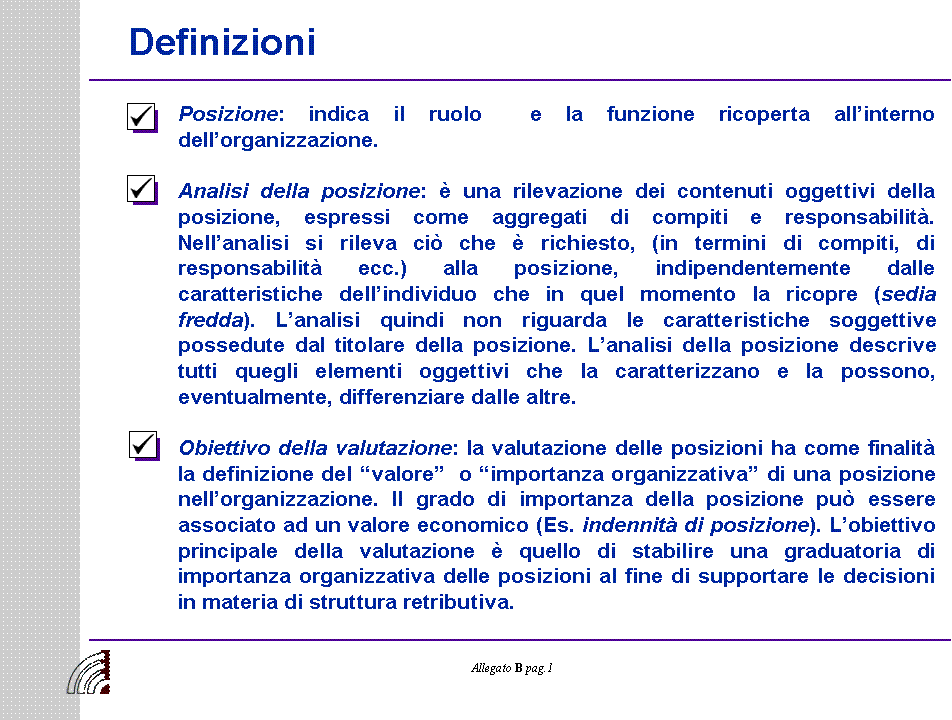 Definizioni
Posizione: indica il ruolo e la funzione ricoperta all’interno
dell’organizzazione.
Analisi della posizione: è una rilevazione dei contenuti oggettivi della
posizione, espressi come aggregati di compiti e responsabilità.
Nell’analisi si rileva ciò che è richiesto, (in termini di compiti, di
responsabilità ecc.) alla posizione, indipendentemente dalle
caratteristiche dell’individuo che in quel momento la ricopre (sedia
fredda). L’analisi quindi non riguarda le caratteristiche soggettive
possedute dal titolare della posizione. L’analisi della posizione descrive
tutti quegli elementi oggettivi che la caratterizzano e la possono,
eventualmente, differenziare dalle altre.
Obiettivo della valutazione: la valutazione delle posizioni ha come finalità
la definizione del “valore” o “importanza organizzativa” di una posizione
nell’organizzazione. Il grado di importanza della posizione può essere
associato ad un valore economico (Es. indennità di posizione). L’obiettivo
principale della valutazione è quello di stabilire una graduatoria di
importanza organizzativa delle posizioni al fine di supportare le decisioni
in materia di struttura retributiva.
Allegato B pag.1